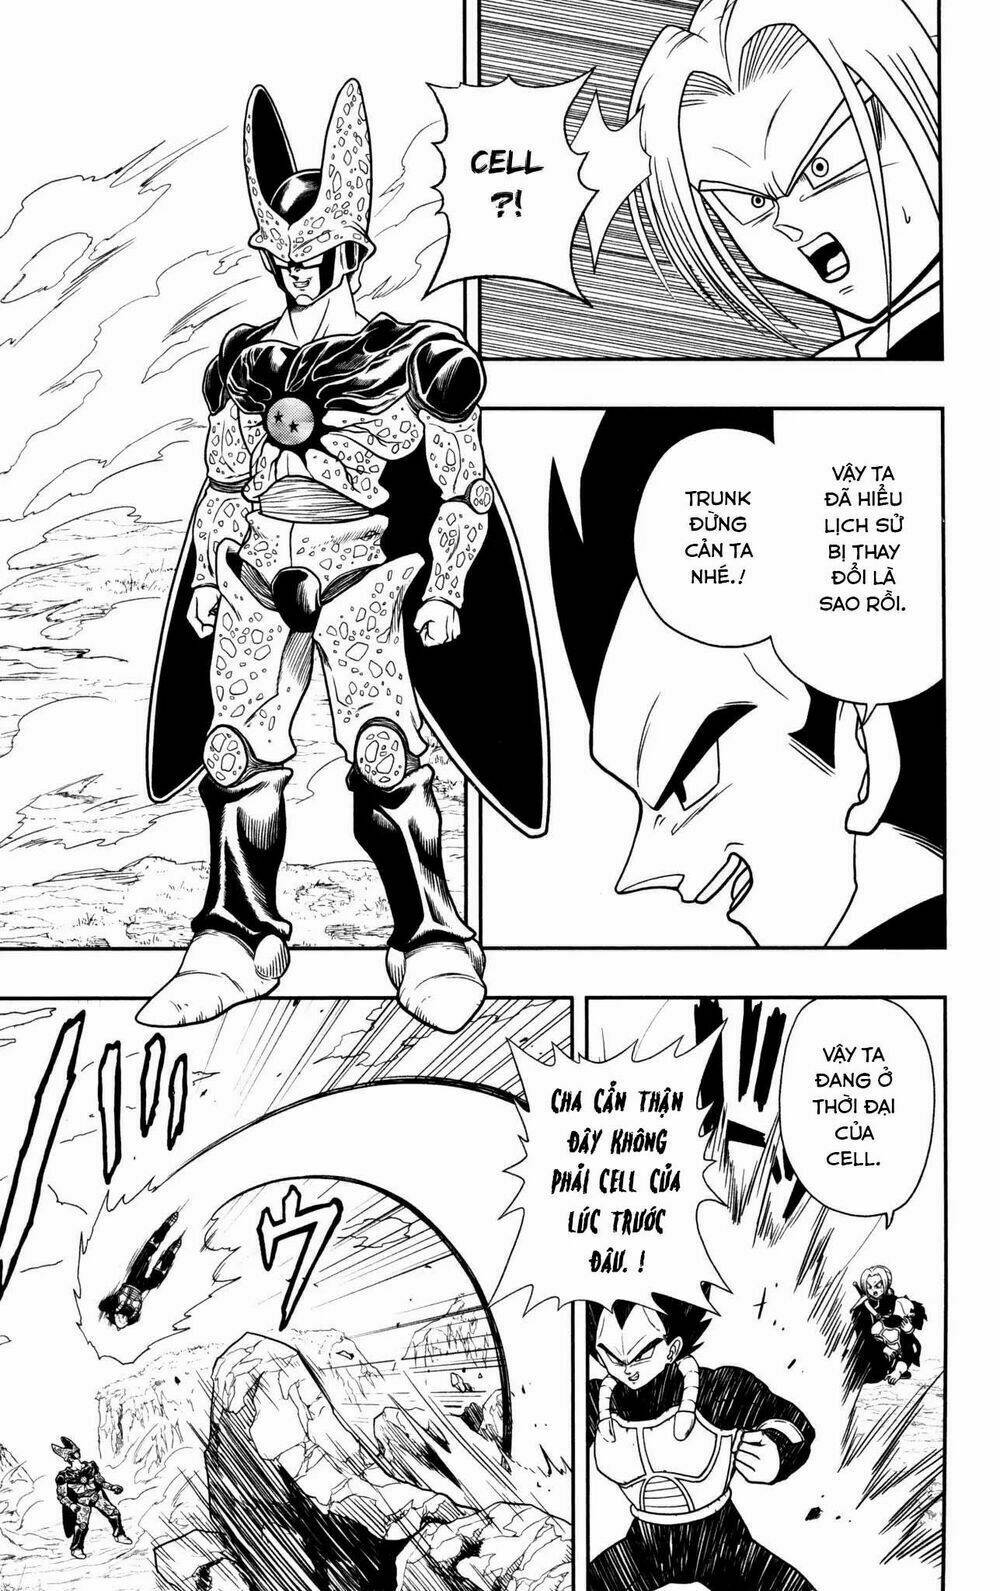 CELL
?!
VẬY TA
ĐÃ HIỂU
LỊCH SỬ
BỊ THAY
ĐỔI LÀ
SAO RỒI.
TRUNK
ĐỪNG
CẢN TA
NHÉ.!
VẬY TA
ĐANG Ở
THỜI ĐẠI
CỦA
CELL.
CHA CẨN THẬN
ĐÂY KHÔNG
PHẢI CELL CỦA
LÚC TRƯỚC
ĐÂU. !
ウ